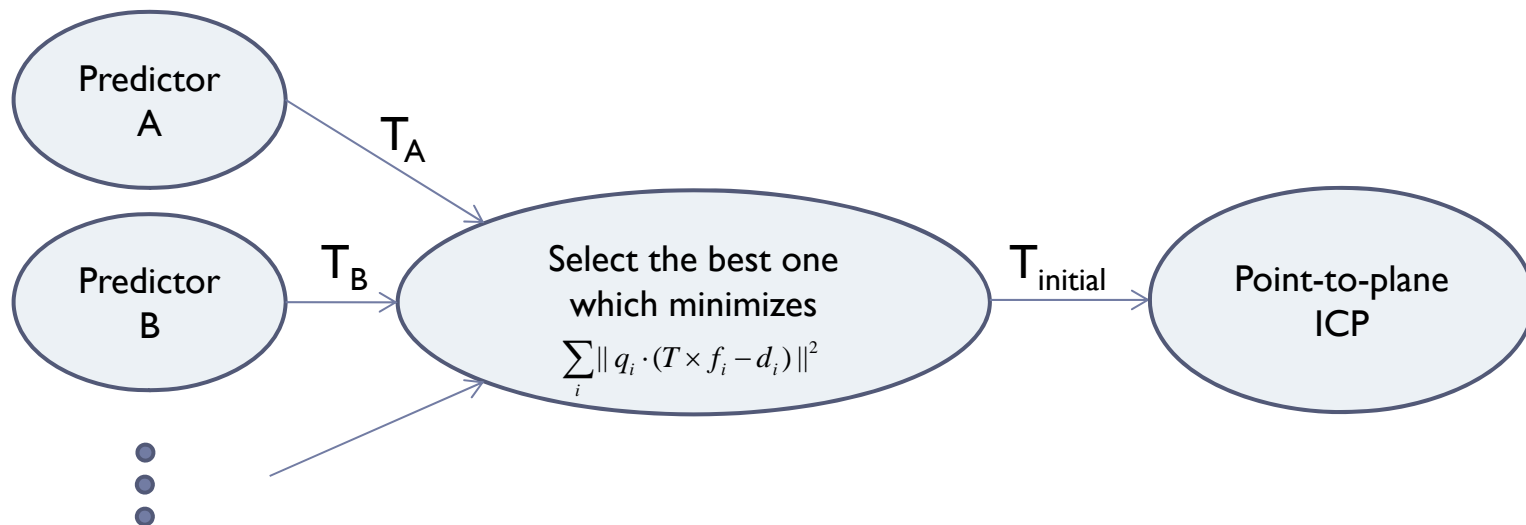 Predictor
A
T_A
Predictor
B
T_B
Select the best one
which minimizes
∑_i || q_i · (T × f_i − d_i) ||²
T_initial
Point-to-plane
ICP